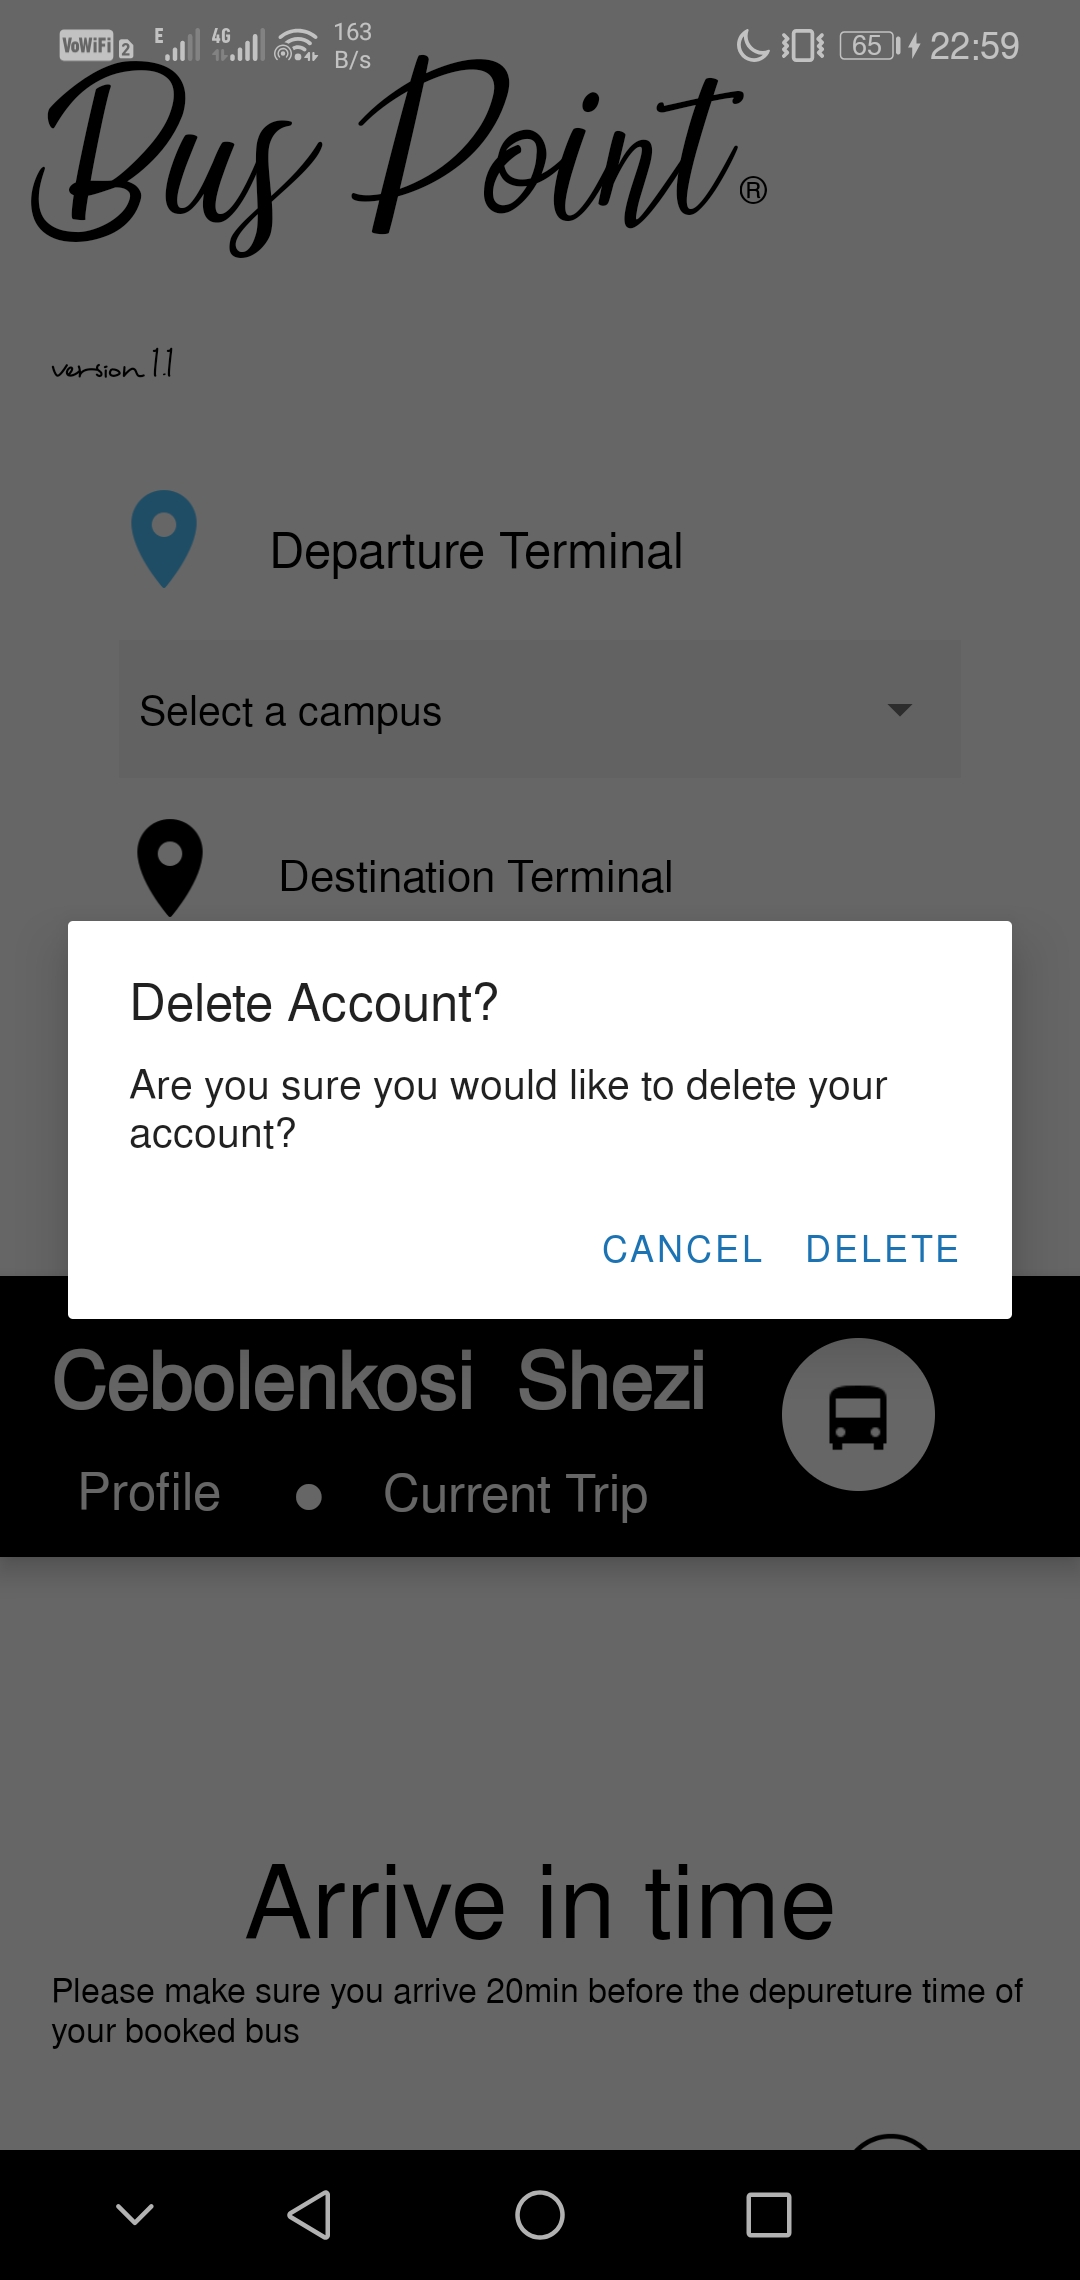 VoWiFi 2 E 4G 163 B/s 65 22:59
Bus Point ®
version 1.1
Departure Terminal
Select a campus
Destination Terminal
Delete Account?
Are you sure you would like to delete your
account?
CANCEL DELETE
Cebolenkosi Shezi
Profile ● Current Trip
Arrive in time
Please make sure you arrive 20min before the depureture time of
your booked bus